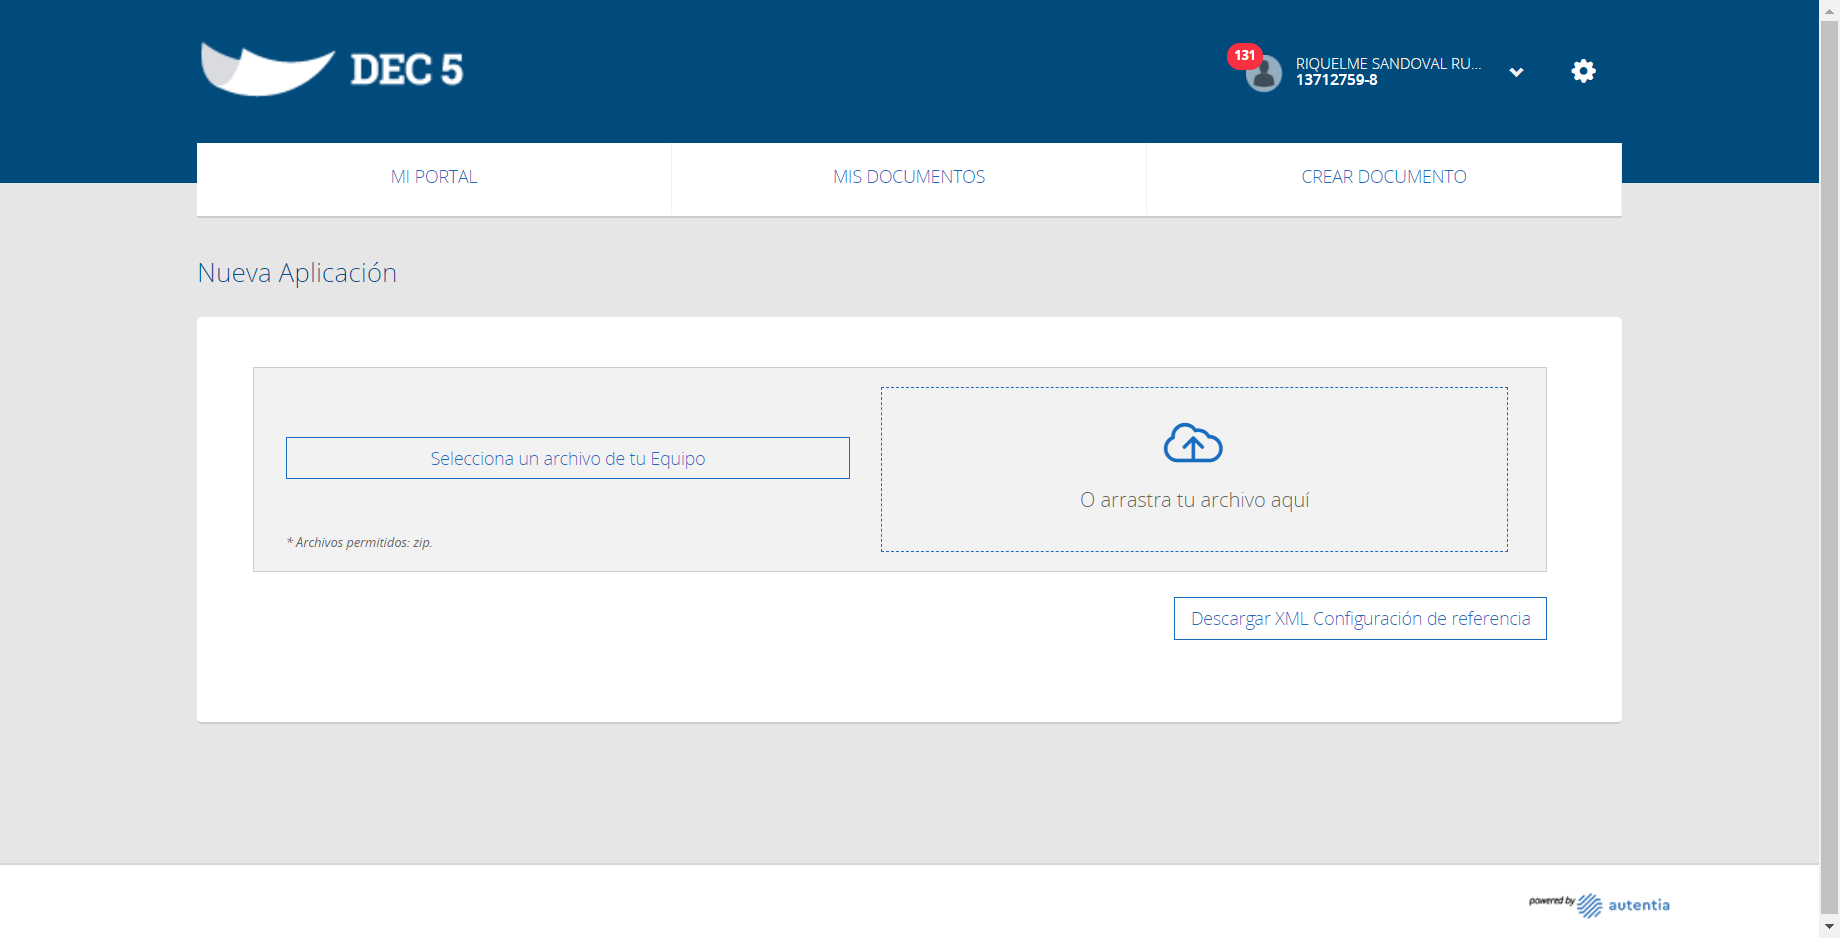 DEC 5
131
RIQUELME SANDOVAL RU...
13712759-8
MI PORTAL
MIS DOCUMENTOS
CREAR DOCUMENTO
Nueva Aplicación
Selecciona un archivo de tu Equipo
O arrastra tu archivo aquí
* Archivos permitidos: zip.
Descargar XML Configuración de referencia
powered by autentia